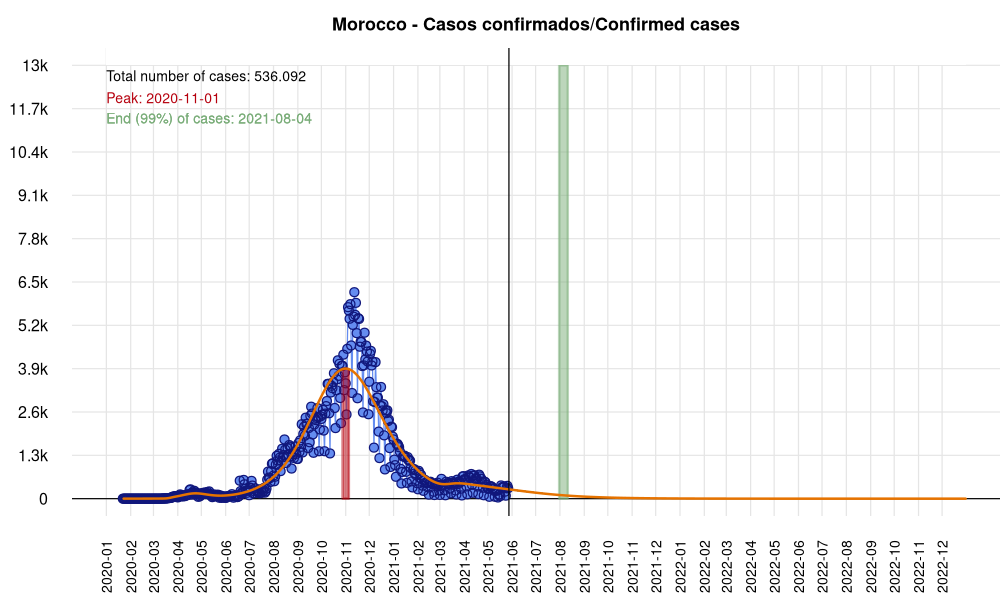 Morocco - Casos confirmados/Confirmed cases
Total number of cases: 536.092
Peak: 2020-11-01
End (99%) of cases: 2021-08-04
13k
11.7k
10.4k
9.1k
7.8k
6.5k
5.2k
3.9k
2.6k
1.3k
0
2020-01
2020-02
2020-03
2020-04
2020-05
2020-06
2020-07
2020-08
2020-09
2020-10
2020-11
2020-12
2021-01
2021-02
2021-03
2021-04
2021-05
2021-06
2021-07
2021-08
2021-09
2021-10
2021-11
2021-12
2022-01
2022-02
2022-03
2022-04
2022-05
2022-06
2022-07
2022-08
2022-09
2022-10
2022-11
2022-12